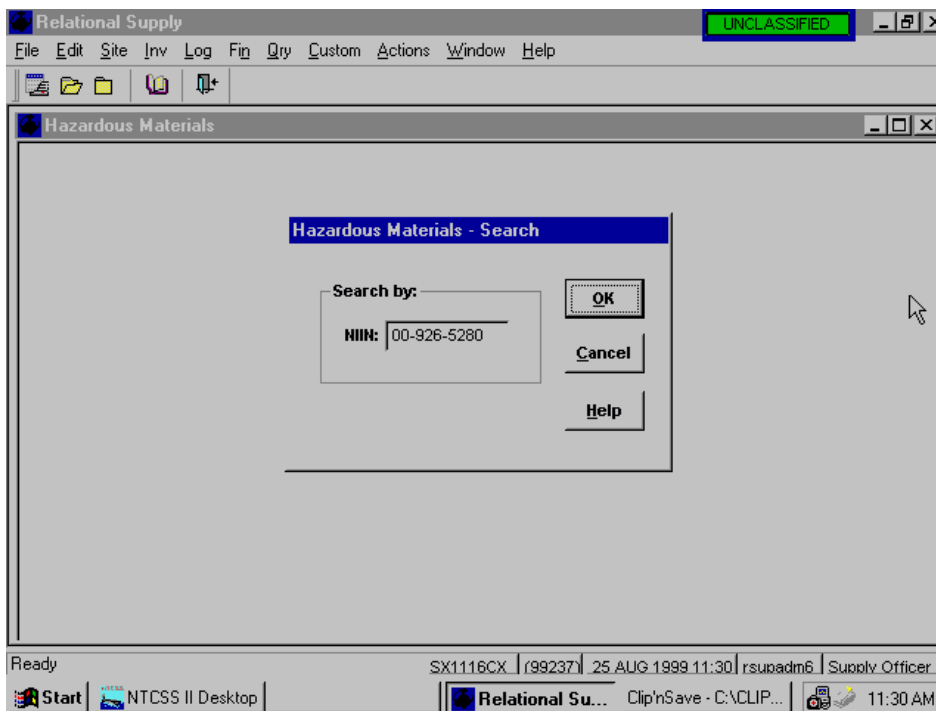 Relational Supply UNCLASSIFIED
File Edit Site Inv Log Fin Qry Custom Actions Window Help
Hazardous Materials
Hazardous Materials - Search
Search by:
NIIN: 00-926-5280
OK
Cancel
Help
Ready SX1116CX (99237) 25 AUG 1999 11:30 rsupadm6 Supply Officer
Start NTCSS II Desktop Relational Su... Clip'nSave - C:\CLIP... 11:30 AM